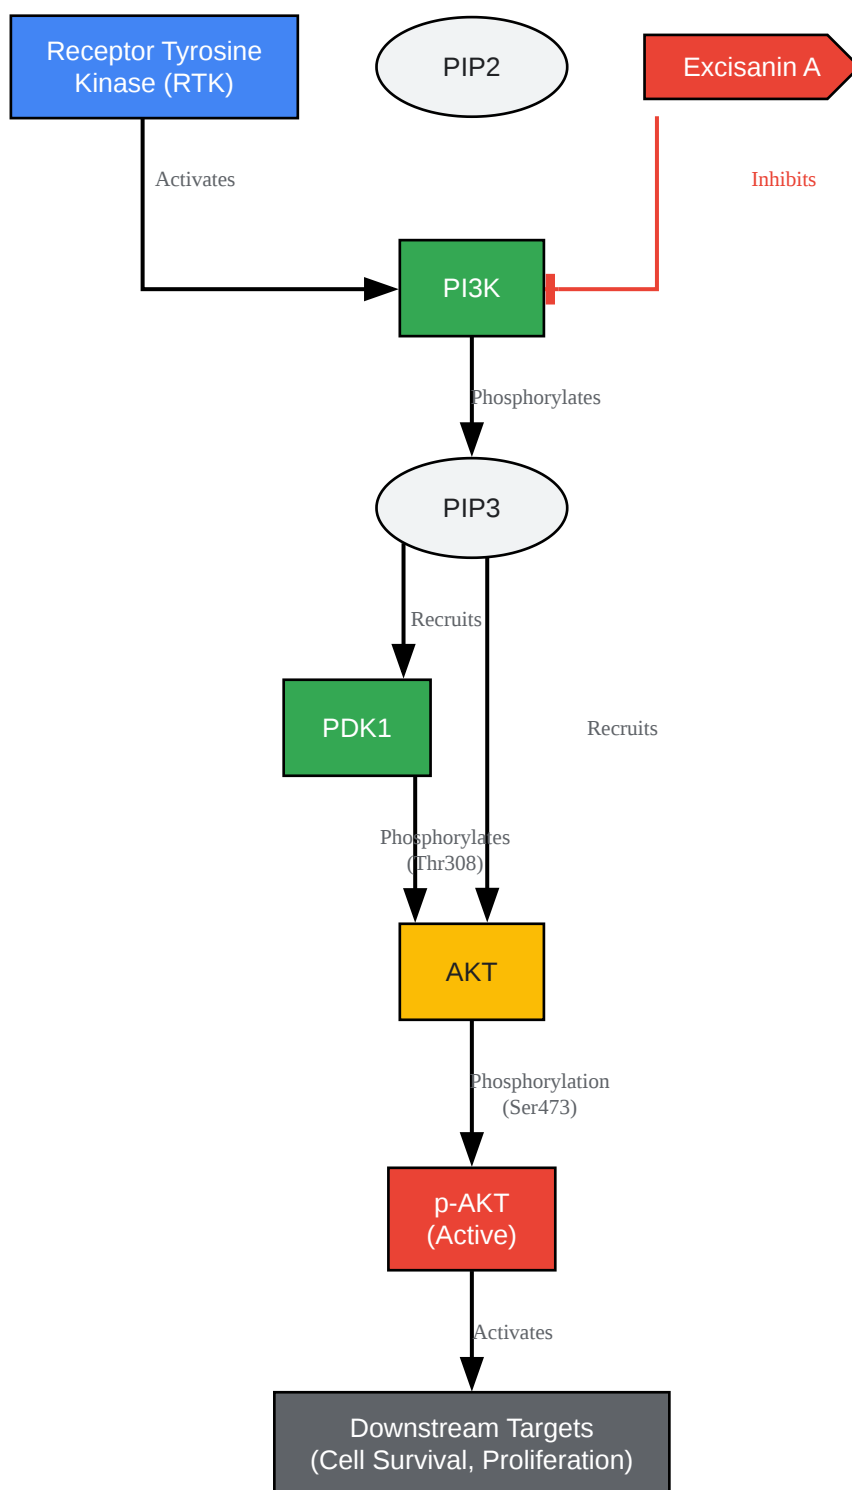 Receptor Tyrosine
Kinase (RTK)
PIP2
Excisanin A
Activates
Inhibits
PI3K
Phosphorylates
PIP3
Recruits
PDK1
Recruits
Phosphorylates
(Thr308)
AKT
Phosphorylation
(Ser473)
p-AKT
(Active)
Activates
Downstream Targets
(Cell Survival, Proliferation)